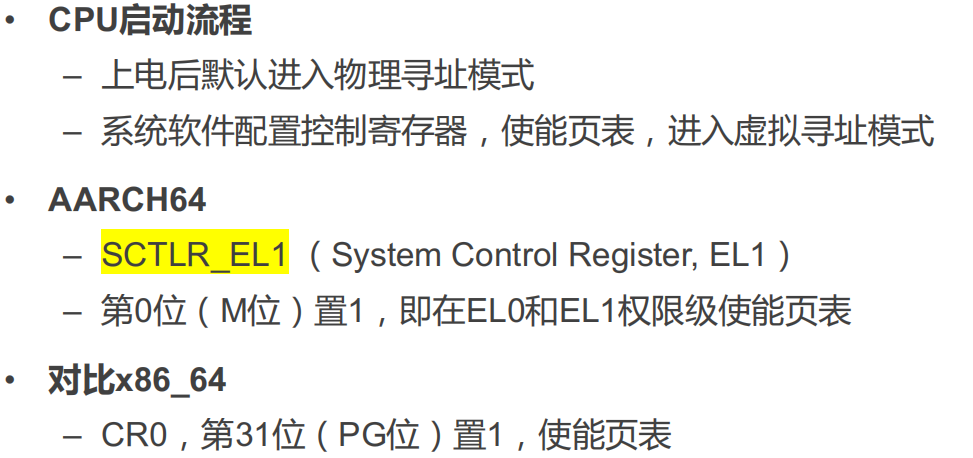 • CPU启动流程
– 上电后默认进入物理寻址模式
– 系统软件配置控制寄存器，使能页表，进入虚拟寻址模式
• AARCH64
– SCTLR_EL1（System Control Register, EL1）
– 第0位（M位）置1，即在EL0和EL1权限级使能页表
• 对比x86_64
– CR0，第31位（PG位）置1，使能页表